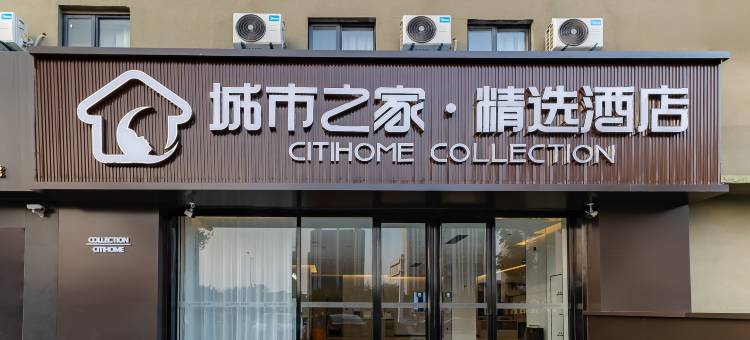 城市之家·精选酒店
CITIHOME COLLECTION
COLLECTION
CITIHOME